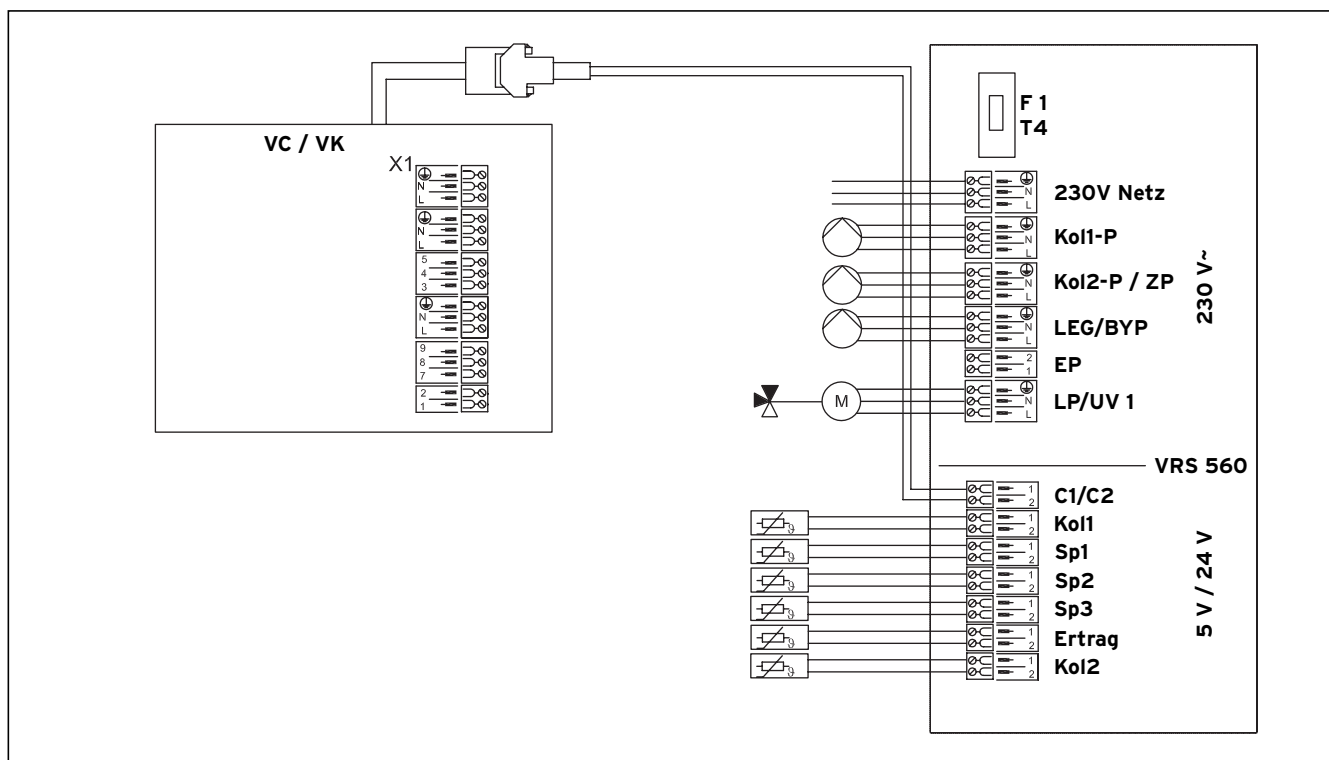 VC / VK
X1
N
L
N
L
5
4
3
N
L
9
8
7
2
1
F 1
T4
N
L
230V Netz
N
L
Kol1-P
N
L
Kol2-P / ZP
N
L
LEG/BYP
2
1
EP
N
L
LP/UV 1
230 V~
VRS 560
1
2
C1/C2
1
2
Kol1
1
2
Sp1
1
2
Sp2
1
2
Sp3
1
2
Ertrag
1
2
Kol2
5 V / 24 V
M
ϑ
ϑ
ϑ
ϑ
ϑ
ϑ